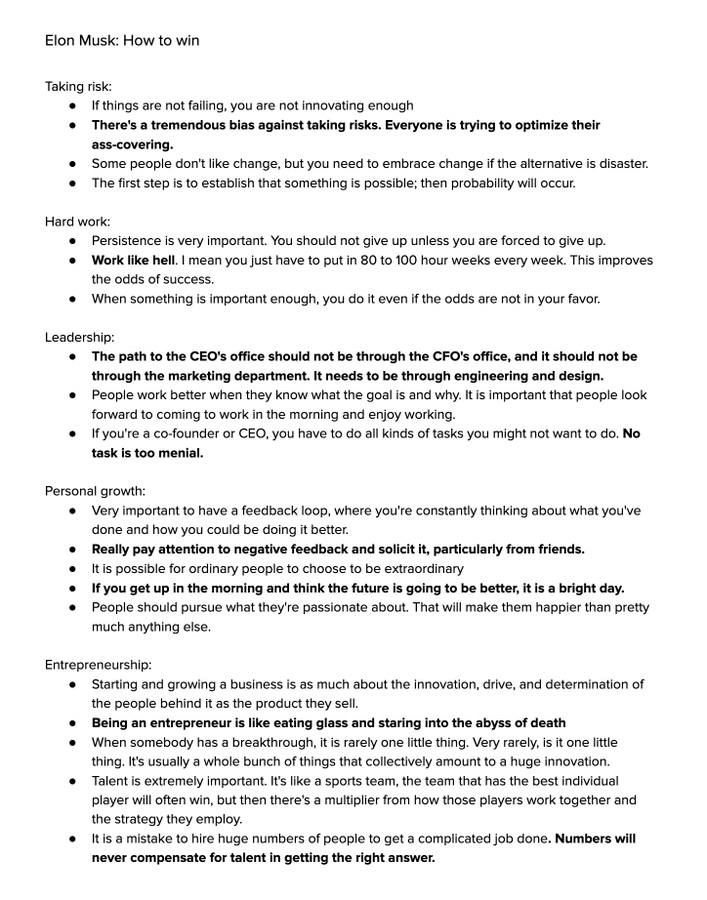 Elon Musk: How to win
Taking risk:
● If things are not failing, you are not innovating enough
● There's a tremendous bias against taking risks. Everyone is trying to optimize their
ass-covering.
● Some people don't like change, but you need to embrace change if the alternative is disaster.
● The first step is to establish that something is possible; then probability will occur.
Hard work:
● Persistence is very important. You should not give up unless you are forced to give up.
● Work like hell. I mean you just have to put in 80 to 100 hour weeks every week. This improves
the odds of success.
● When something is important enough, you do it even if the odds are not in your favor.
Leadership:
● The path to the CEO's office should not be through the CFO's office, and it should not be
through the marketing department. It needs to be through engineering and design.
● People work better when they know what the goal is and why. It is important that people look
forward to coming to work in the morning and enjoy working.
● If you're a co-founder or CEO, you have to do all kinds of tasks you might not want to do. No
task is too menial.
Personal growth:
● Very important to have a feedback loop, where you're constantly thinking about what you've
done and how you could be doing it better.
● Really pay attention to negative feedback and solicit it, particularly from friends.
● It is possible for ordinary people to choose to be extraordinary
● If you get up in the morning and think the future is going to be better, it is a bright day.
● People should pursue what they're passionate about. That will make them happier than pretty
much anything else.
Entrepreneurship:
● Starting and growing a business is as much about the innovation, drive, and determination of
the people behind it as the product they sell.
● Being an entrepreneur is like eating glass and staring into the abyss of death
● When somebody has a breakthrough, it is rarely one little thing. Very rarely, is it one little
thing. It's usually a whole bunch of things that collectively amount to a huge innovation.
● Talent is extremely important. It's like a sports team, the team that has the best individual
player will often win, but then there's a multiplier from how those players work together and
the strategy they employ.
● It is a mistake to hire huge numbers of people to get a complicated job done. Numbers will
never compensate for talent in getting the right answer.